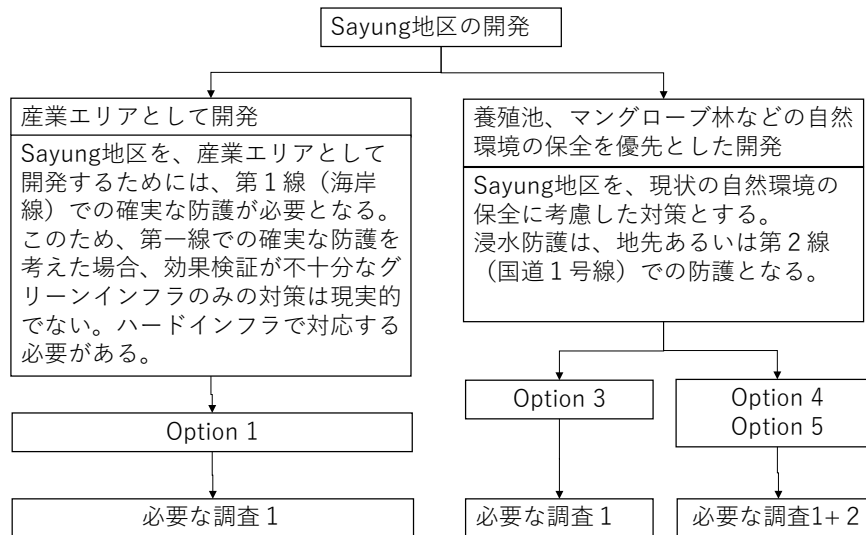 Sayung地区の開発
産業エリアとして開発
Sayung地区を、産業エリアとして
開発するためには、第１線（海岸
線）での確実な防護が必要となる。
このため、第一線での確実な防護を
考えた場合、効果検証が不十分なグ
リーンインフラのみの対策は現実的
でない。ハードインフラで対応する
必要がある。
Option 1
必要な調査１
養殖池、マングローブ林などの自然
環境の保全を優先とした開発
Sayung地区を、現状の自然環境の
保全に考慮した対策とする。
浸水防護は、地先あるいは第２線
（国道１号線）での防護となる。
Option 3
必要な調査１
Option 4
Option 5
必要な調査1+２